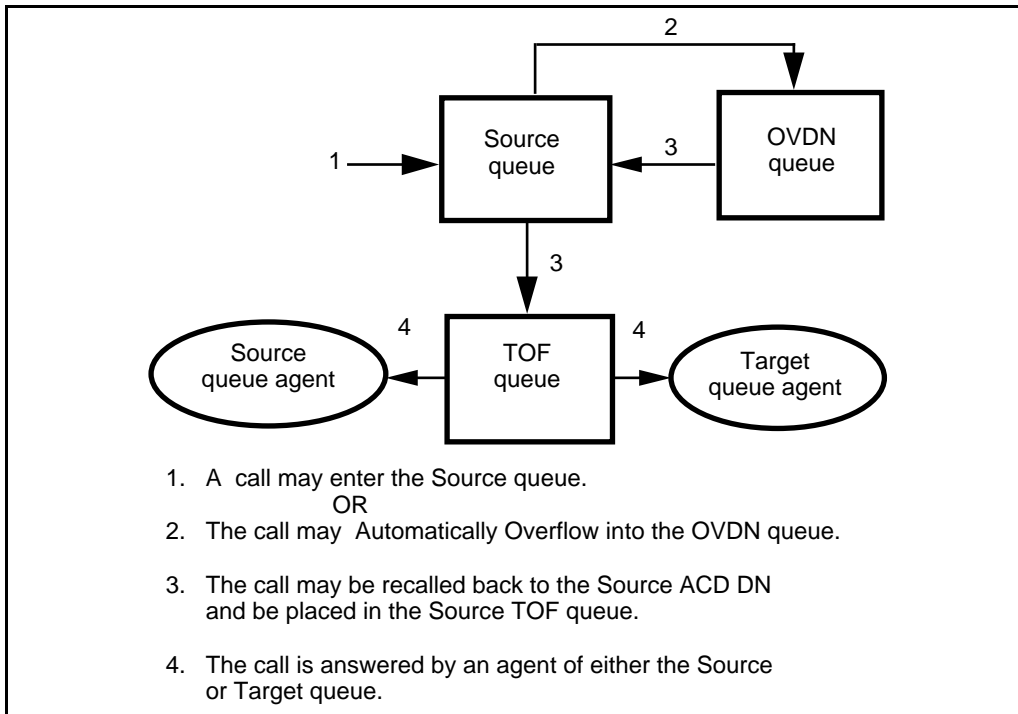 2
Source
queue
OVDN
queue
1
3
3
Source
queue agent
4
TOF
queue
4
Target
queue agent
1. A call may enter the Source queue.
OR
2. The call may Automatically Overflow into the OVDN queue.
3. The call may be recalled back to the Source ACD DN
and be placed in the Source TOF queue.
4. The call is answered by an agent of either the Source
or Target queue.